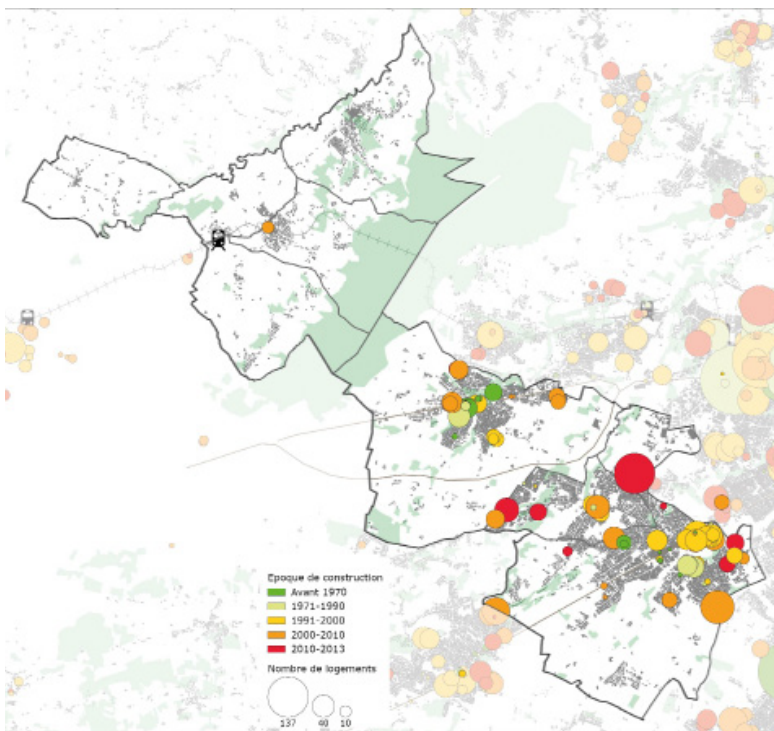 Epoque de construction
Avant 1970
1971-1990
1991-2000
2000-2010
2010-2013
Nombre de logements
137 40 10